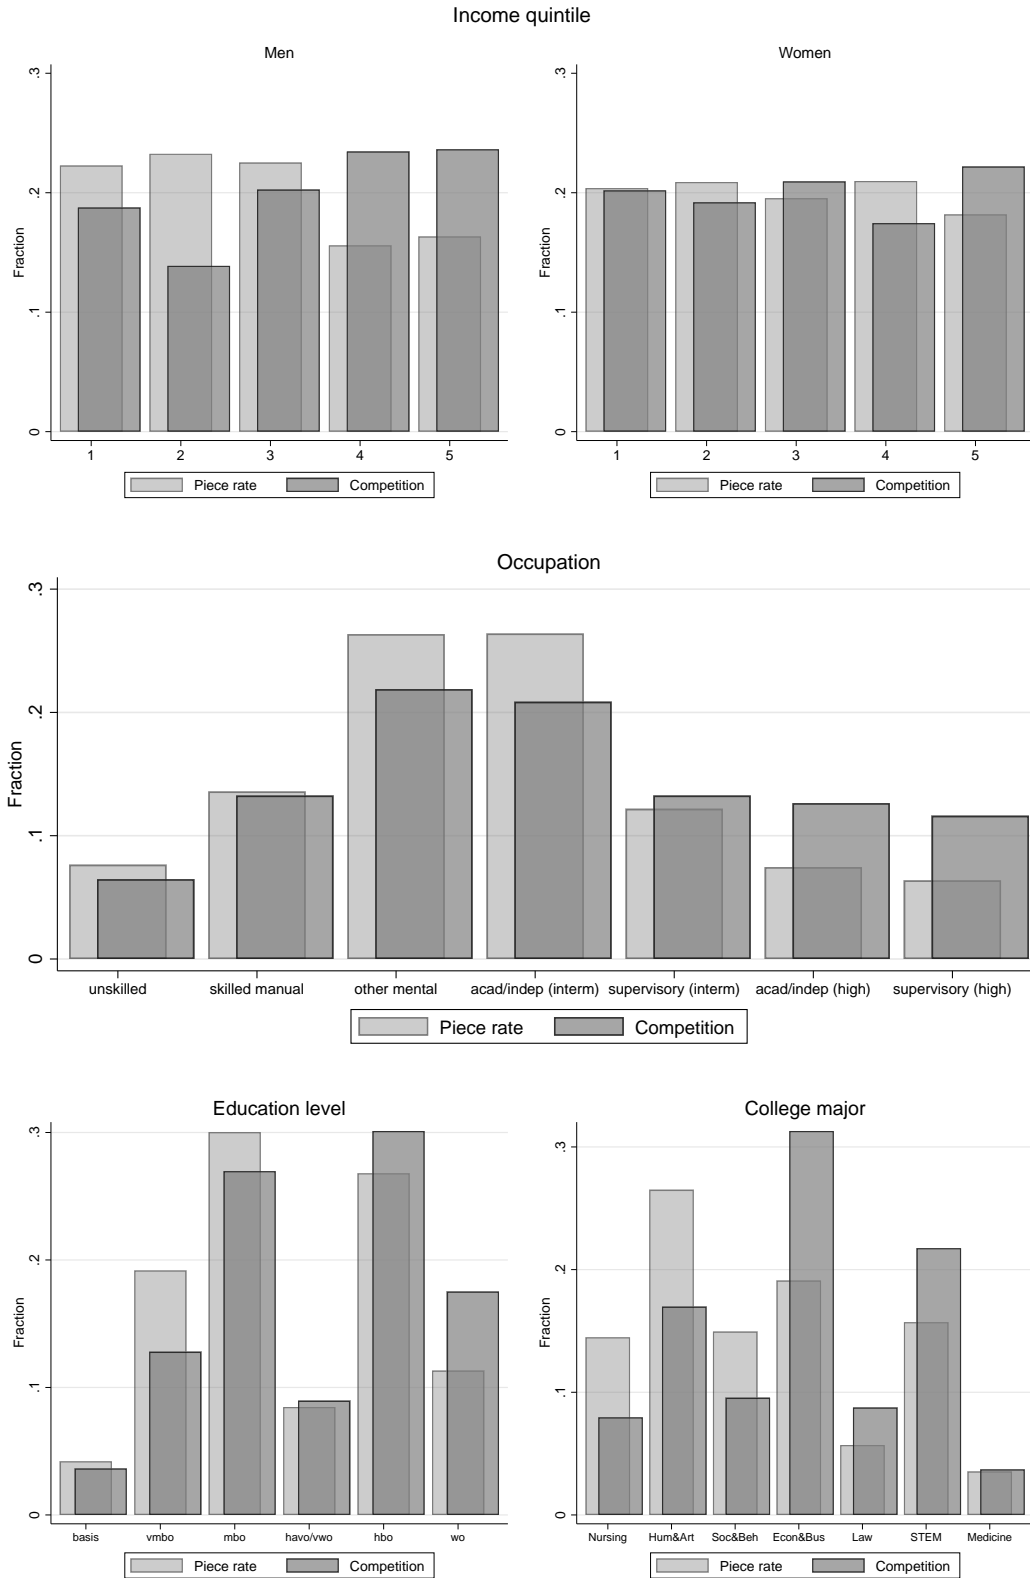 Income quintile
Men
Women
.3
.2
.1
0
Fraction
1 2 3 4 5
Piece rate Competition
.3
.2
.1
0
Fraction
1 2 3 4 5
Piece rate Competition
Occupation
.3
.2
.1
0
Fraction
unskilled skilled manual other mental acad/indep (interm) supervisory (interm) acad/indep (high) supervisory (high)
Piece rate Competition
Education level
.3
.2
.1
0
Fraction
basis vmbo mbo havo/vwo hbo wo
Piece rate Competition
College major
.3
.2
.1
0
Fraction
Nursing Hum&Art Soc&Beh Econ&Bus Law STEM Medicine
Piece rate Competition